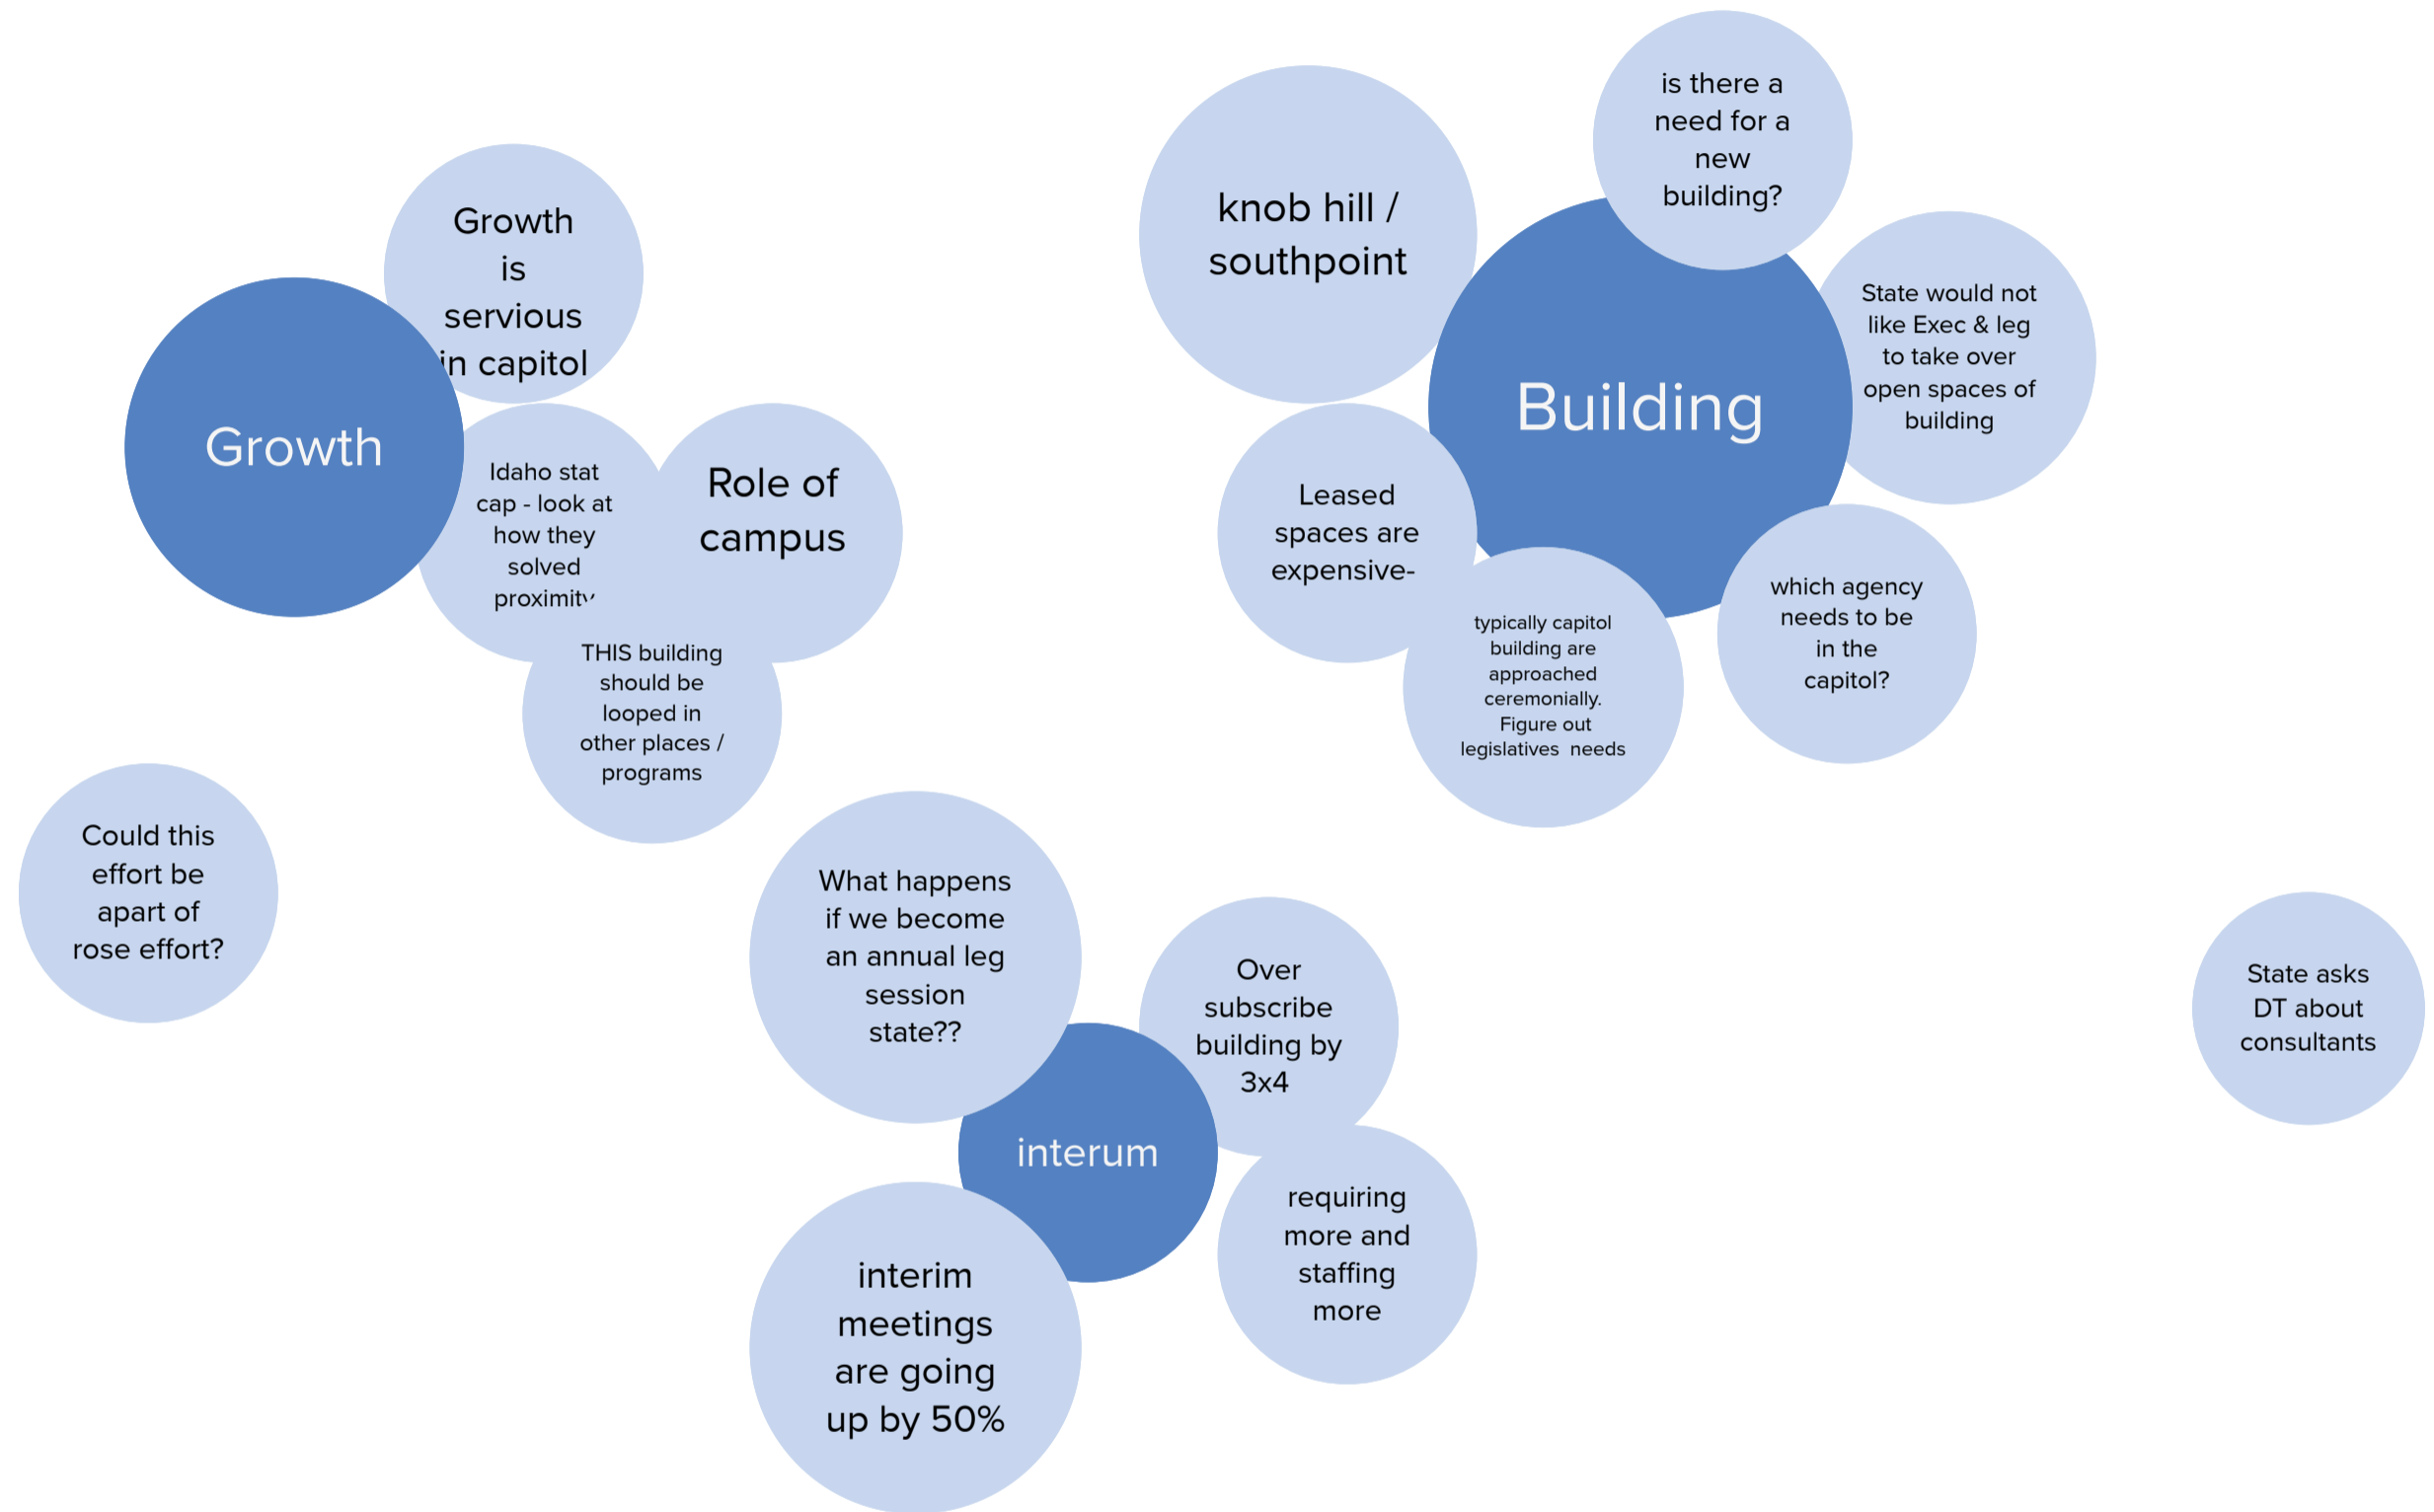 Growth
is
servious
in capitol
Growth
Idaho stat
cap - look at
how they
solved
proximity
Role of
campus
THIS building
should be
looped in
other places /
programs
Could this
effort be
apart of
rose effort?
knob hill /
southpoint
is there a
need for a
new
building?
Building
State would not
like Exec & leg
to take over
open spaces of
building
Leased
spaces are
expensive-
typically capitol
building are
approached
ceremonially.
Figure out
legislatives  needs
which agency
needs to be
in the
capitol?
What happens
if we become
an annual leg
session
state??
Over
subscribe
building by
3x4
interum
requiring
more and
staffing
more
interim
meetings
are going
up by 50%
State asks
DT about
consultants